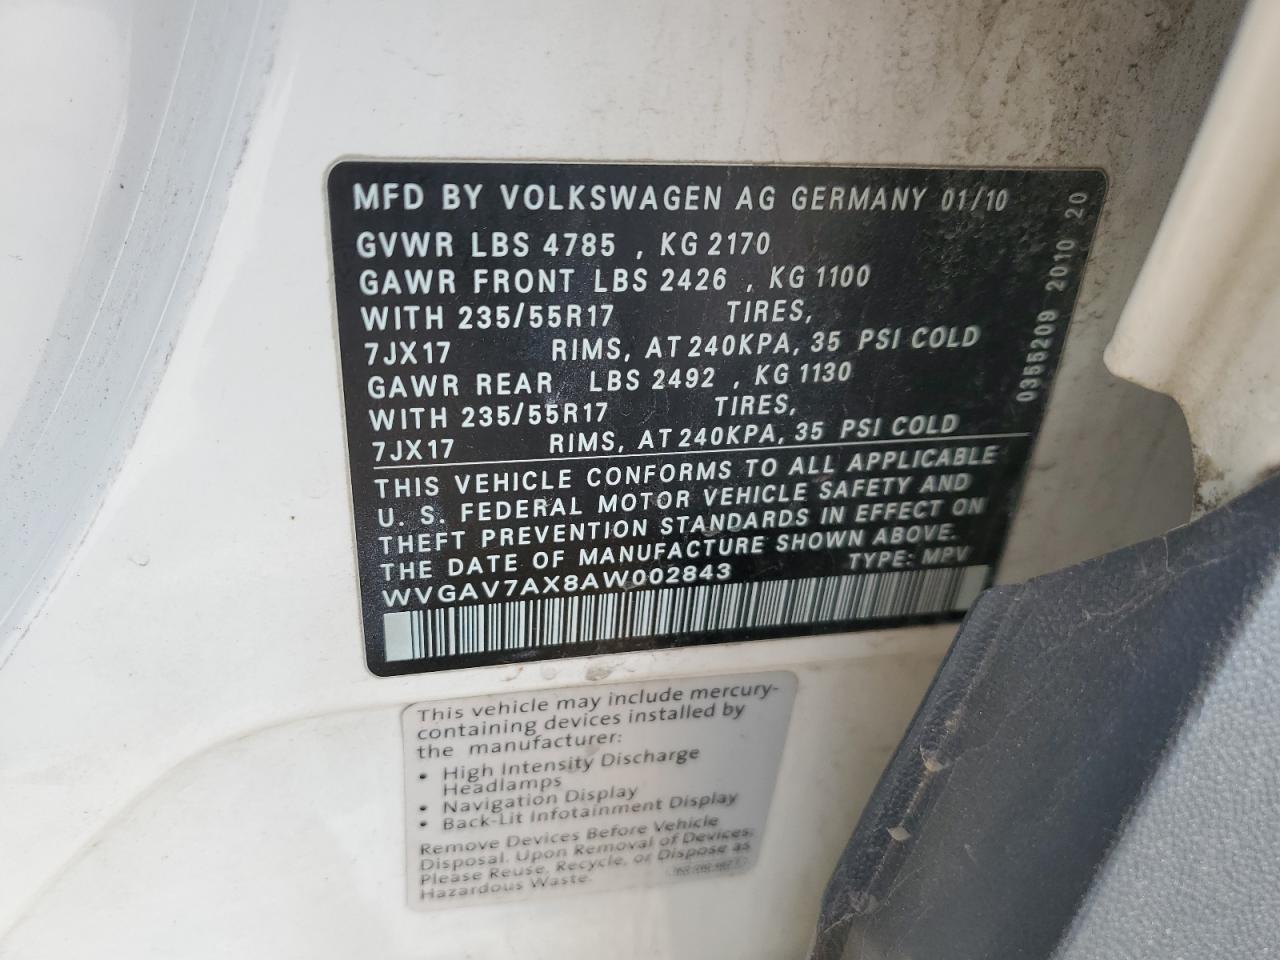 MFD BY VOLKSWAGEN AG GERMANY 01/10
GVWR LBS 4785 , KG 2170
GAWR FRONT LBS 2426 , KG 1100
WITH 235/55R17 TIRES,
7JX17 RIMS, AT 240KPA, 35 PSI COLD
GAWR REAR LBS 2492 , KG 1130
WITH 235/55R17 TIRES,
7JX17 RIMS, AT 240KPA, 35 PSI COLD
THIS VEHICLE CONFORMS TO ALL APPLICABLE
U. S. FEDERAL MOTOR VEHICLE SAFETY AND
THEFT PREVENTION STANDARDS IN EFFECT ON
THE DATE OF MANUFACTURE SHOWN ABOVE.
WVGAV7AX8AW002843 TYPE: MPV
0355209 2010 20
This vehicle may include mercury-
containing devices installed by
the manufacturer:
• High Intensity Discharge
Headlamps
• Navigation Display
• Back-Lit Infotainment Display
Remove Devices Before Vehicle
Disposal. Upon Removal of Devices,
Please Reuse, Recycle, or Dispose as
Hazardous Waste.